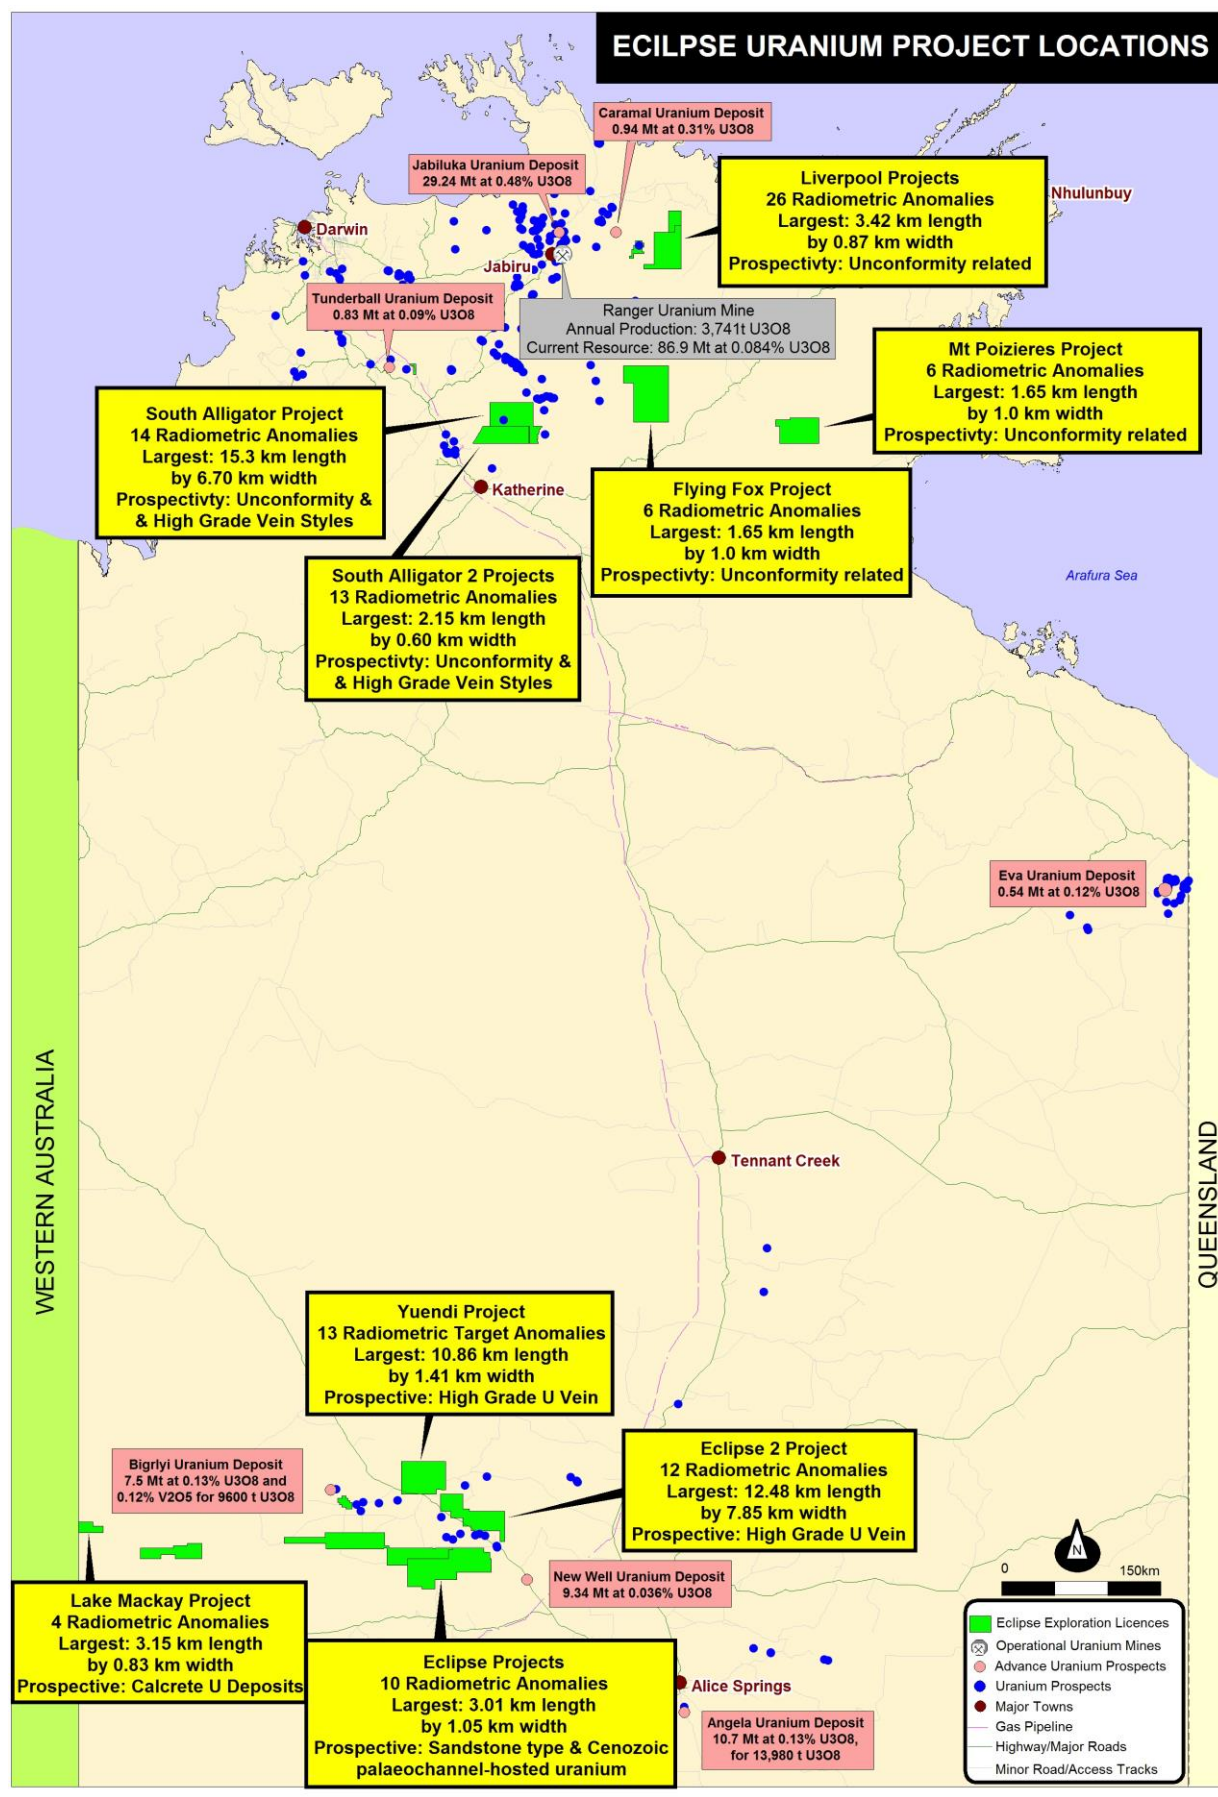 ECILPSE URANIUM PROJECT LOCATIONS
Caramal Uranium Deposit
0.94 Mt at 0.31% U3O8
Jabiluka Uranium Deposit
29.24 Mt at 0.48% U3O8
Liverpool Projects
26 Radiometric Anomalies
Largest: 3.42 km length
by 0.87 km width
Prospectivty: Unconformity related
Nhulunbuy
Darwin
Jabiru
Tunderball Uranium Deposit
0.83 Mt at 0.09% U3O8
Ranger Uranium Mine
Annual Production: 3,741t U3O8
Current Resource: 86.9 Mt at 0.084% U3O8
Mt Poizieres Project
6 Radiometric Anomalies
Largest: 1.65 km length
by 1.0 km width
Prospectivty: Unconformity related
South Alligator Project
14 Radiometric Anomalies
Largest: 15.3 km length
by 6.70 km width
Prospectivty: Unconformity &
& High Grade Vein Styles
Katherine
Flying Fox Project
6 Radiometric Anomalies
Largest: 1.65 km length
by 1.0 km width
Prospectivty: Unconformity related
South Alligator 2 Projects
13 Radiometric Anomalies
Largest: 2.15 km length
by 0.60 km width
Prospectivty: Unconformity &
& High Grade Vein Styles
Arafura Sea
Eva Uranium Deposit
0.54 Mt at 0.12% U3O8
WESTERN AUSTRALIA
QUEENSLAND
Tennant Creek
Yuendi Project
13 Radiometric Target Anomalies
Largest: 10.86 km length
by 1.41 km width
Prospective: High Grade U Vein
Bigrlyi Uranium Deposit
7.5 Mt at 0.13% U3O8 and
0.12% V2O5 for 9600 t U3O8
Eclipse 2 Project
12 Radiometric Anomalies
Largest: 12.48 km length
by 7.85 km width
Prospective: High Grade U Vein
New Well Uranium Deposit
9.34 Mt at 0.036% U3O8
Lake Mackay Project
4 Radiometric Anomalies
Largest: 3.15 km length
by 0.83 km width
Prospective: Calcrete U Deposits
Eclipse Projects
10 Radiometric Anomalies
Largest: 3.01 km length
by 1.05 km width
Prospective: Sandstone type & Cenozoic
palaeochannel-hosted uranium
Alice Springs
Angela Uranium Deposit
10.7 Mt at 0.13% U3O8,
for 13,980 t U3O8
N
0 150km
Eclipse Exploration Licences
Operational Uranium Mines
Advance Uranium Prospects
Uranium Prospects
Major Towns
Gas Pipeline
Highway/Major Roads
Minor Road/Access Tracks